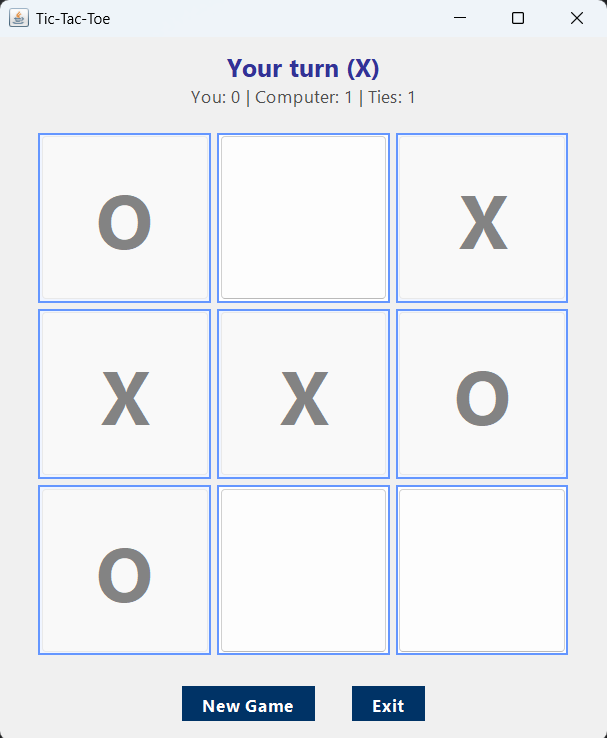 Tic-Tac-Toe
Your turn (X)
You: 0 | Computer: 1 | Ties: 1
O X
X X O
O
New Game Exit